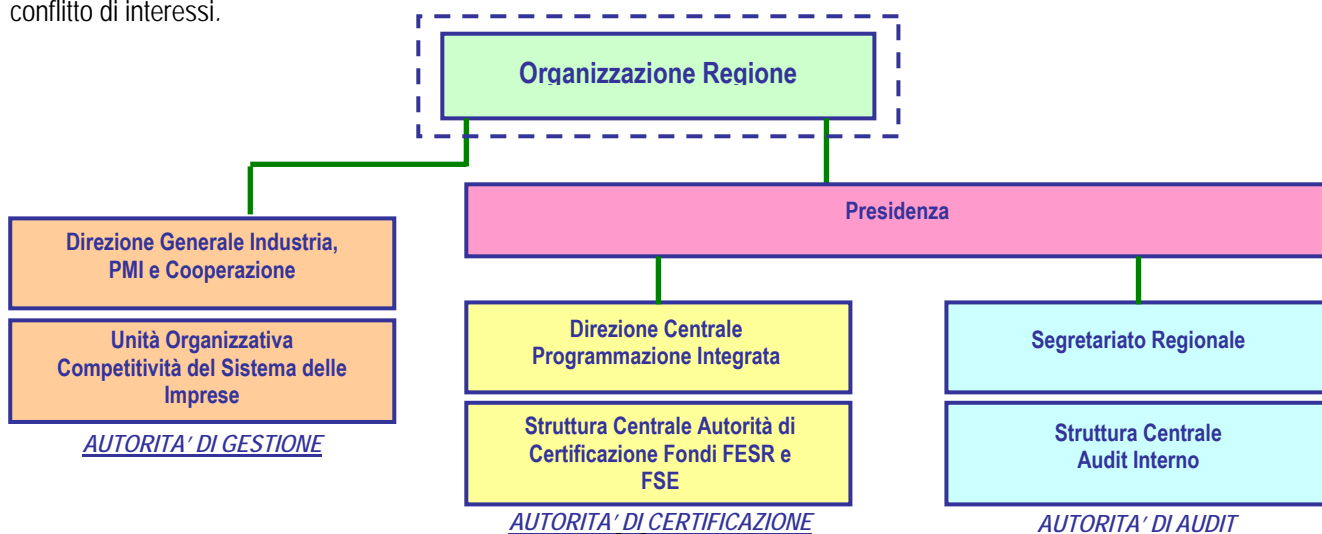 conflitto di interessi.
Organizzazione Regione
Presidenza
Direzione Generale Industria,
PMI e Cooperazione
Unità Organizzativa
Competitività del Sistema delle
Imprese
AUTORITA' DI GESTIONE
Direzione Centrale
Programmazione Integrata
Struttura Centrale Autorità di
Certificazione Fondi FESR e
FSE
AUTORITA' DI CERTIFICAZIONE
Segretariato Regionale
Struttura Centrale
Audit Interno
AUTORITA' DI AUDIT